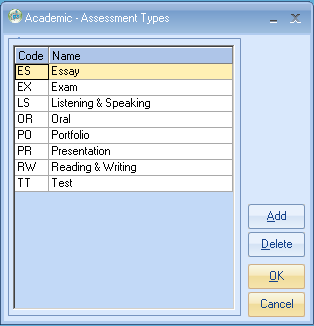 Academic - Assessment Types
Code Name
ES Essay
EX Exam
LS Listening & Speaking
OR Oral
PO Portfolio
PR Presentation
RW Reading & Writing
TT Test
Add
Delete
OK
Cancel